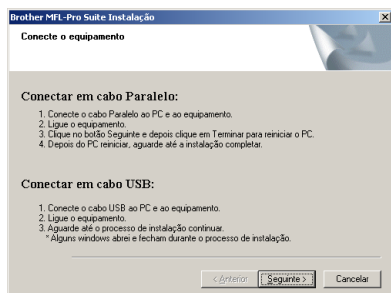 Brother MFL-Pro Suite Instalação
Conecte o equipamento
Conectar em cabo Paralelo:
1. Conecte o cabo Paralelo ao PC e ao equipamento.
2. Ligue o equipamento.
3. Clique no botão Seguinte e depois clique em Terminar para reiniciar o PC.
4. Depois do PC reiniciar, aguarde até a instalação completar.
Conectar em cabo USB:
1. Conecte o cabo USB ao PC e ao equipamento.
2. Ligue o equipamento.
3. Aguarde até o processo de instalação continuar.
* Alguns windows abrei e fecham durante o processo de instalação.
< Anterior
Seguinte >
Cancelar